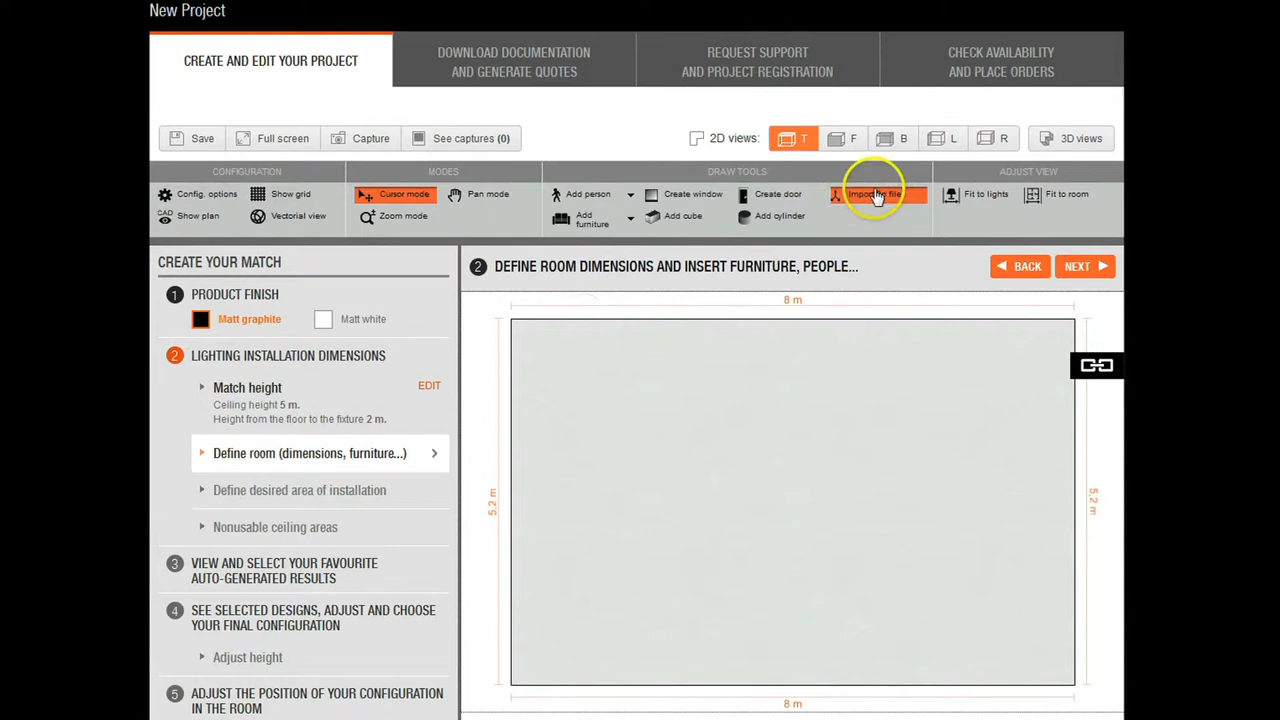 New Project
CREATE AND EDIT YOUR PROJECT
DOWNLOAD DOCUMENTATION
AND GENERATE QUOTES
REQUEST SUPPORT
AND PROJECT REGISTRATION
CHECK AVAILABILITY
AND PLACE ORDERS
Save
Full screen
Capture
See captures (0)
2D views:
T
F
B
L
R
3D views
CONFIGURATION
MODES
DRAW TOOLS
ADJUST VIEW
Config. options
Show grid
Cursor mode
Pan mode
Add person
Create window
Create door
file
Fit to lights
Fit to room
CAD
Show plan
Vectorial view
Zoom mode
Add
furniture
Add cube
Add cylinder
CREATE YOUR MATCH
1 PRODUCT FINISH
Matt graphite
Matt white
2 LIGHTING INSTALLATION DIMENSIONS
Match height
EDIT
Ceiling height 5 m.
Height from the floor to the fixture 2 m.
Define room (dimensions, furniture...)
Define desired area of installation
Nonusable ceiling areas
3 VIEW AND SELECT YOUR FAVOURITE
AUTO-GENERATED RESULTS
4 SEE SELECTED DESIGNS, ADJUST AND CHOOSE
YOUR FINAL CONFIGURATION
Adjust height
5 ADJUST THE POSITION OF YOUR CONFIGURATION
IN THE ROOM
2 DEFINE ROOM DIMENSIONS AND INSERT FURNITURE, PEOPLE...
BACK
NEXT
8 m
5.2 m
5.2 m
8 m